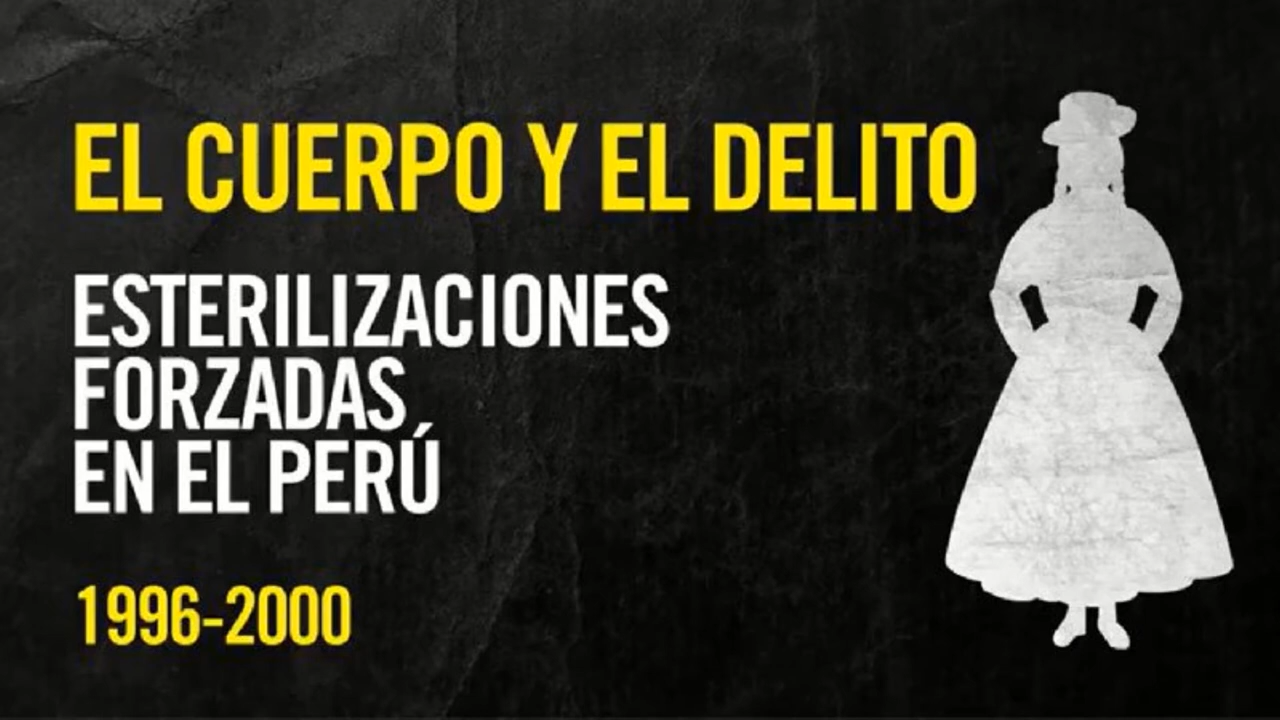 EL CUERPO Y EL DELITO
ESTERILIZACIONES
FORZADAS
EN EL PERÚ
1996-2000